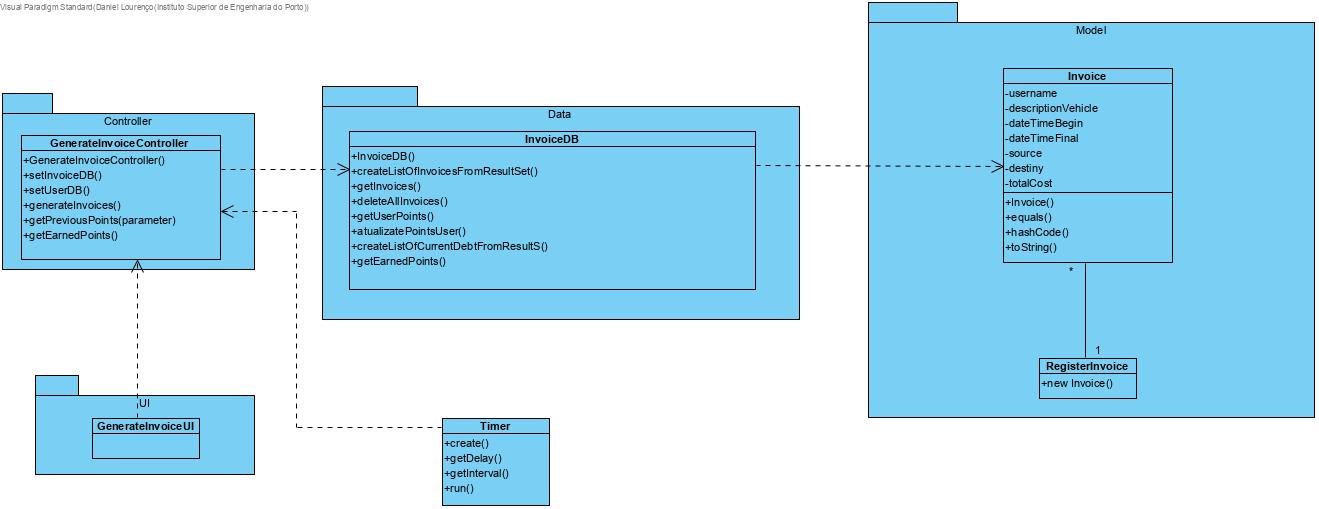 Visual Paradigm Standard(Daniel Lourenço(Instituto Superior de Engenharia do Porto))
Controller
GenerateInvoiceController
+GenerateInvoiceController()
+setInvoiceDB()
+setUserDB()
+generateInvoices()
+getPreviousPoints(parameter)
+getEarnedPoints()
Data
InvoiceDB
+InvoiceDB()
+createListOfInvoicesFromResultSet()
+getInvoices()
+deleteAllInvoices()
+getUserPoints()
+atualizatePointsUser()
+createListOfCurrentDebtFromResultS()
+getEarnedPoints()
Model
Invoice
-username
-descriptionVehicle
-dateTimeBegin
-dateTimeFinal
-source
-destiny
-totalCost
+Invoice()
+equals()
+hashCode()
+toString()
*
1
RegisterInvoice
+new Invoice()
UI
GenerateInvoiceUI
Timer
+create()
+getDelay()
+getInterval()
+run()